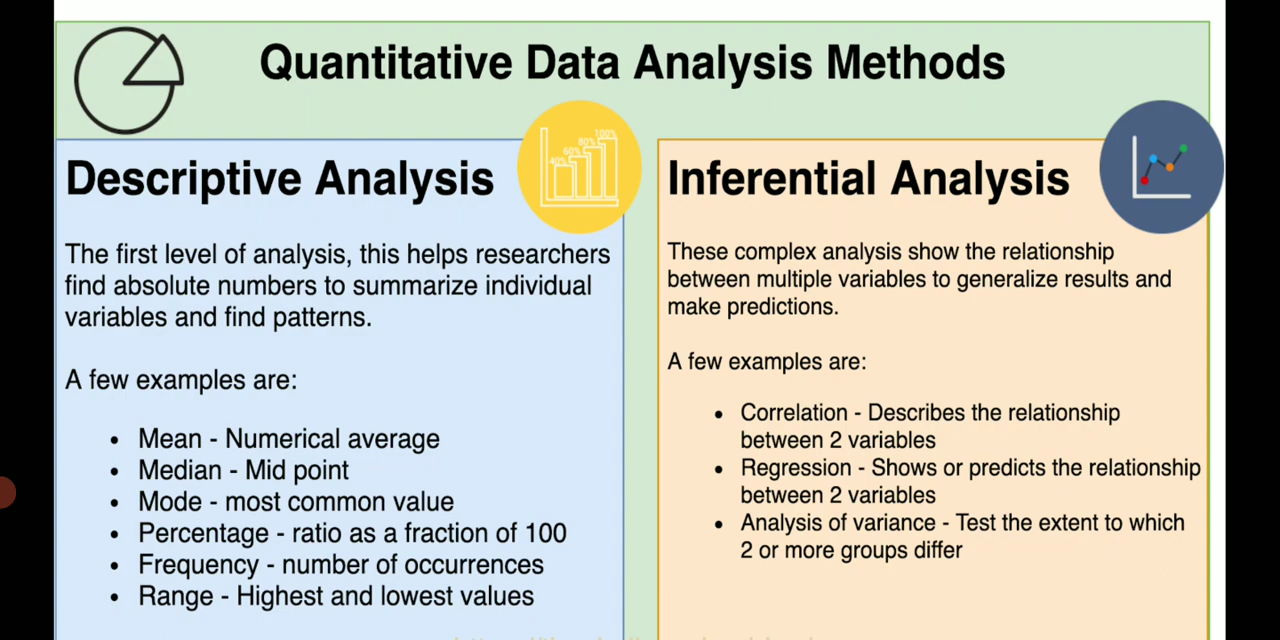 Quantitative Data Analysis Methods
Descriptive Analysis
40% 60% 80% 100%
The first level of analysis, this helps researchers
find absolute numbers to summarize individual
variables and find patterns.
A few examples are:
• Mean - Numerical average
• Median - Mid point
• Mode - most common value
• Percentage - ratio as a fraction of 100
• Frequency - number of occurrences
• Range - Highest and lowest values
Inferential Analysis
These complex analysis show the relationship
between multiple variables to generalize results and
make predictions.
A few examples are:
• Correlation - Describes the relationship
between 2 variables
• Regression - Shows or predicts the relationship
between 2 variables
• Analysis of variance - Test the extent to which
2 or more groups differ